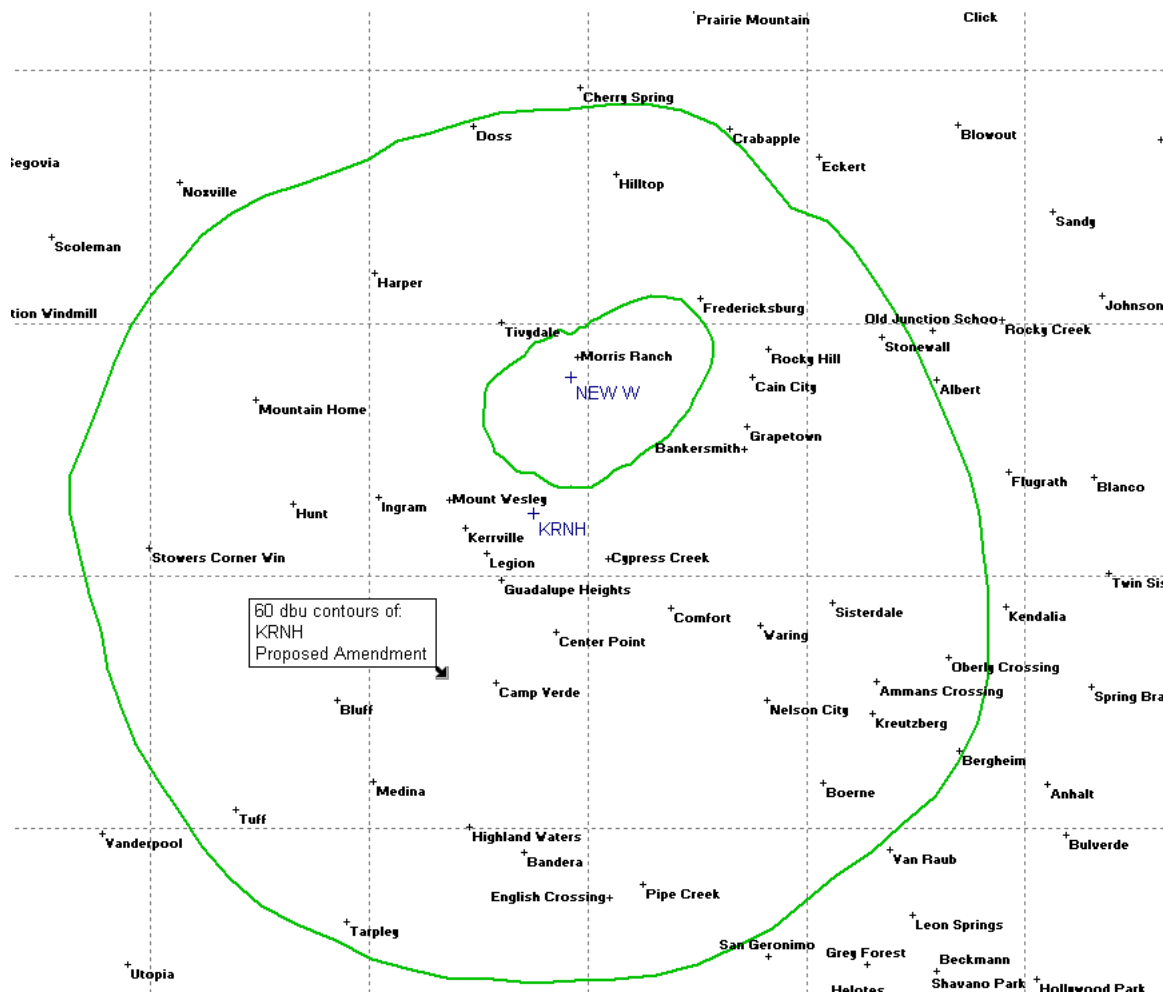 Prairie Mountain
Click
Cherry Spring
Doss
Crabapple
Blowout
Segovia
Eckert
Noxville
Hilltop
Sandy
Scoleman
Harper
tion Windmill
Fredericksburg
Johnson
Old Junction Schoo
Rocky Creek
Tivydale
Stonewall
Morris Ranch
Rocky Hill
NEW W
Cain City
Albert
Mountain Home
Grapetown
Bankersmith
Flugrath
Blanco
Mount Wesley
Ingram
Hunt
KRNH
Kerrville
Stowers Corner Win
Legion
Cypress Creek
Twin Sis
Guadalupe Heights
60 dbu contours of:
KRNH
Proposed Amendment
Comfort
Sisterdale
Kendalia
Waring
Center Point
Oberly Crossing
Camp Verde
Ammans Crossing
Spring Bra
Bluff
Nelson City
Kreutzberg
Bergheim
Medina
Boerne
Anhalt
Tuff
Vanderpool
Highland Waters
Bulverde
Bandera
Van Raub
English Crossing
Pipe Creek
Tarpley
Leon Springs
San Geronimo
Grey Forest
Beckmann
Utopia
Helotes
Shavano Park
Hollywood Park